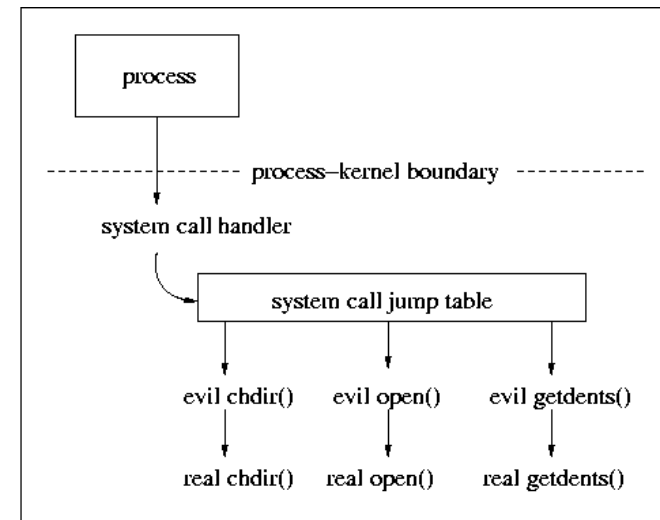 process
process–kernel boundary
system call handler
system call jump table
evil chdir() evil open() evil getdents()
real chdir() real open() real getdents()